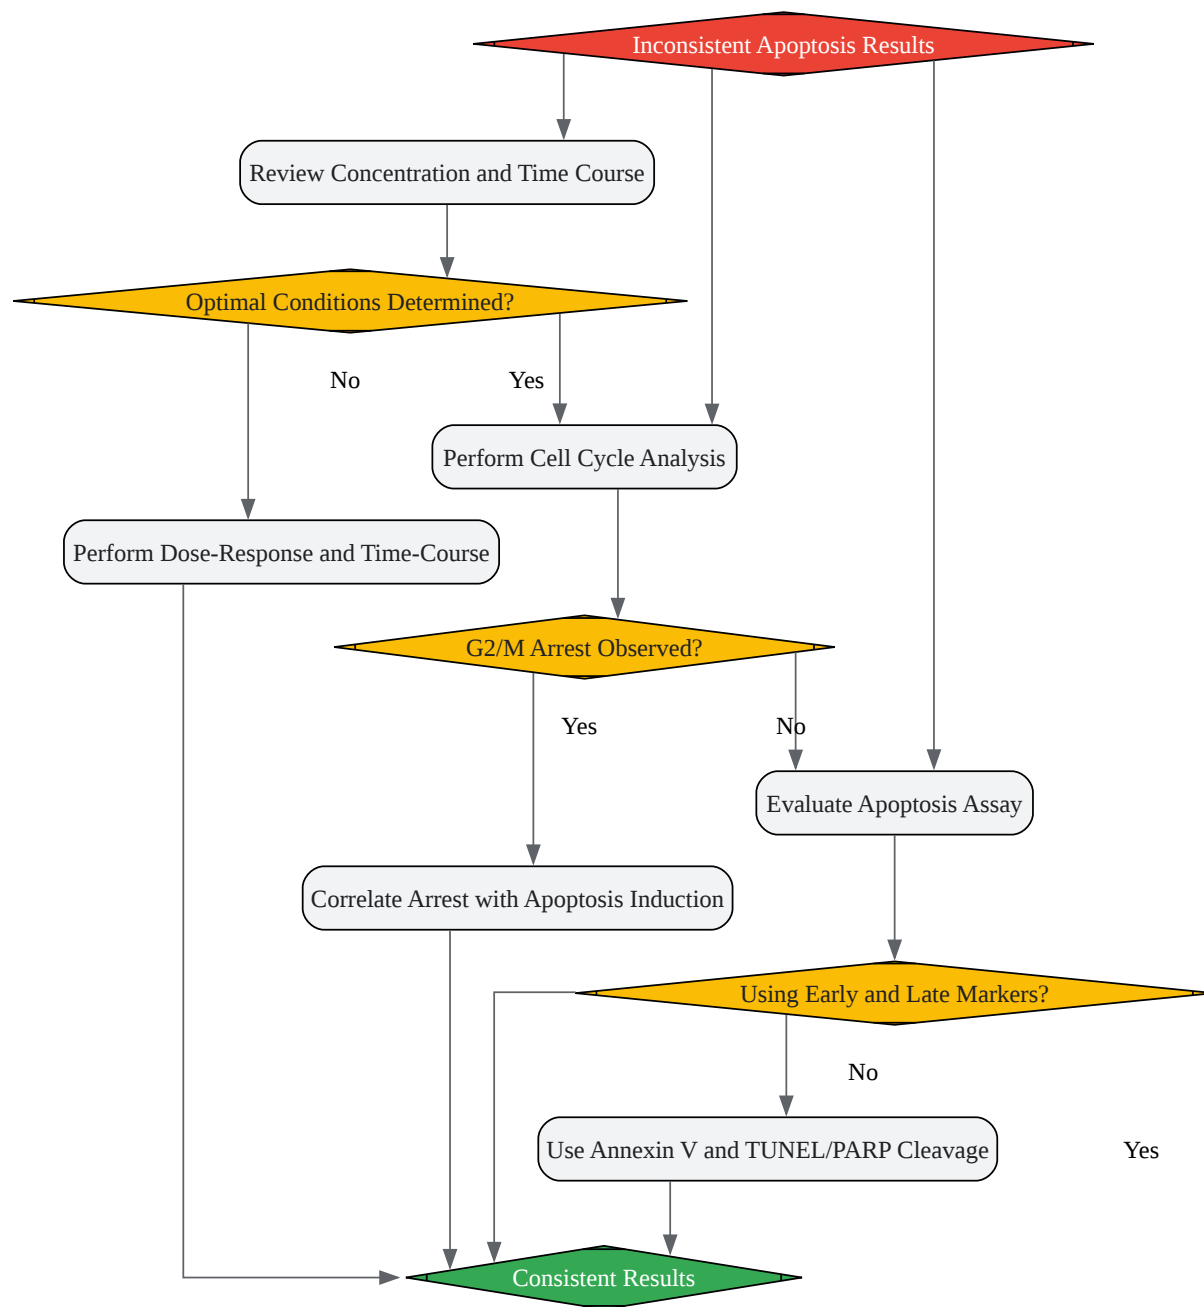 Inconsistent Apoptosis Results
Review Concentration and Time Course
Optimal Conditions Determined?
No
Yes
Perform Cell Cycle Analysis
Perform Dose-Response and Time-Course
G2/M Arrest Observed?
Yes
No
Evaluate Apoptosis Assay
Correlate Arrest with Apoptosis Induction
Using Early and Late Markers?
No
Use Annexin V and TUNEL/PARP Cleavage
Yes
Consistent Results